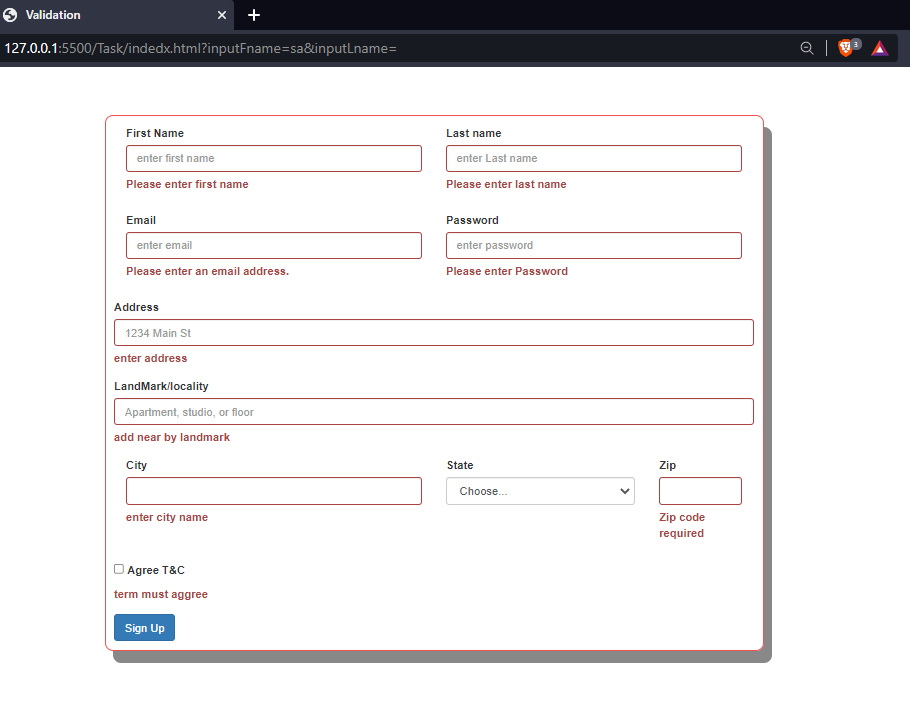 Validation
127.0.0.1:5500/Task/indedx.html?inputFname=sa&inputLname=
3
First Name Last name
enter first name enter Last name
Please enter first name Please enter last name
Email Password
enter email enter password
Please enter an email address. Please enter Password
Address
1234 Main St
enter address
LandMark/locality
Apartment, studio, or floor
add near by landmark
City State Zip
Choose...
enter city name Zip code
required
Agree T&C
term must aggree
Sign Up